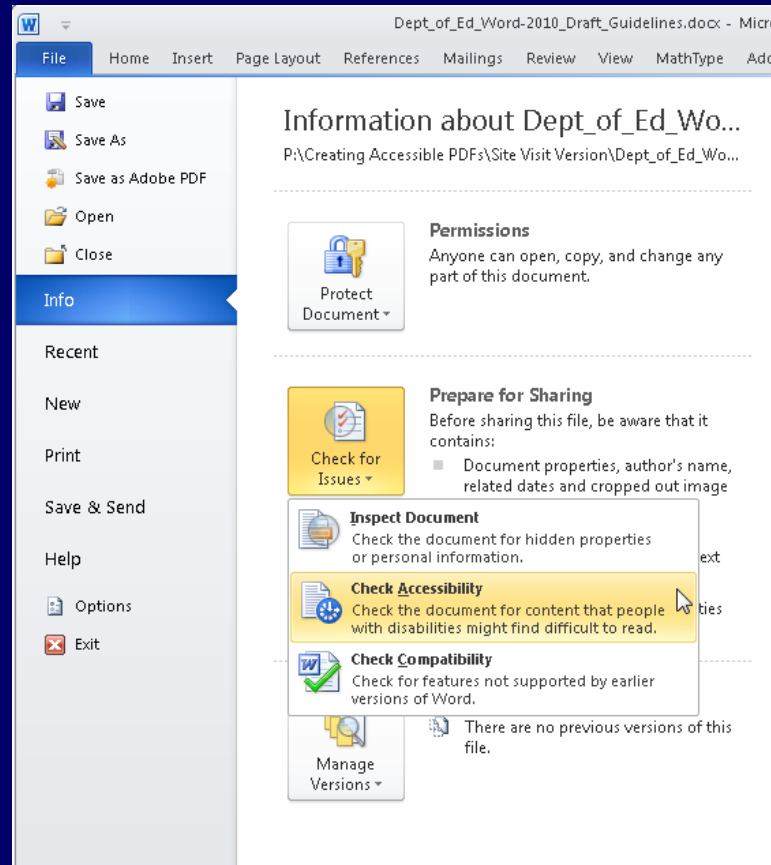 Dept_of_Ed_Word-2010_Draft_Guidelines.docx - Micr
File Home Insert Page Layout References Mailings Review View MathType Add
Save
Save As
Save as Adobe PDF
Open
Close
Info
Recent
New
Print
Save & Send
Help
Options
Exit
Information about Dept_of_Ed_Wo...
P:\Creating Accessible PDFs\Site Visit Version\Dept_of_Ed_Wo...
Protect
Document
Permissions
Anyone can open, copy, and change any
part of this document.
Check for
Issues
Prepare for Sharing
Before sharing this file, be aware that it
contains:
Document properties, author's name,
related dates and cropped out image
Inspect Document
Check the document for hidden properties
or personal information.
ext
Check Accessibility
Check the document for content that people
with disabilities might find difficult to read.
ties
Check Compatibility
Check for features not supported by earlier
versions of Word.
Manage
Versions
There are no previous versions of this
file.